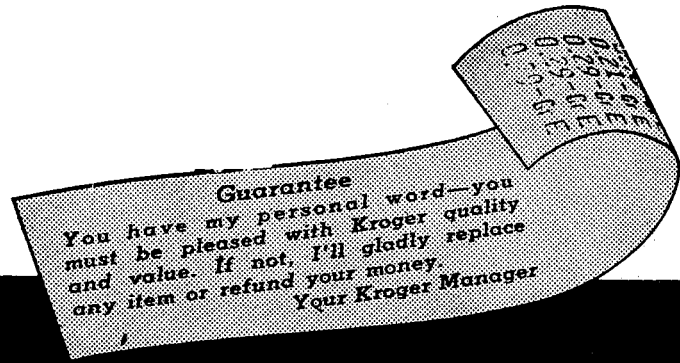 Guarantee
You have my personal word—you
must be pleased with Kroger quality
and value. If not, I'll gladly replace
any item or refund your money.
Your Kroger Manager